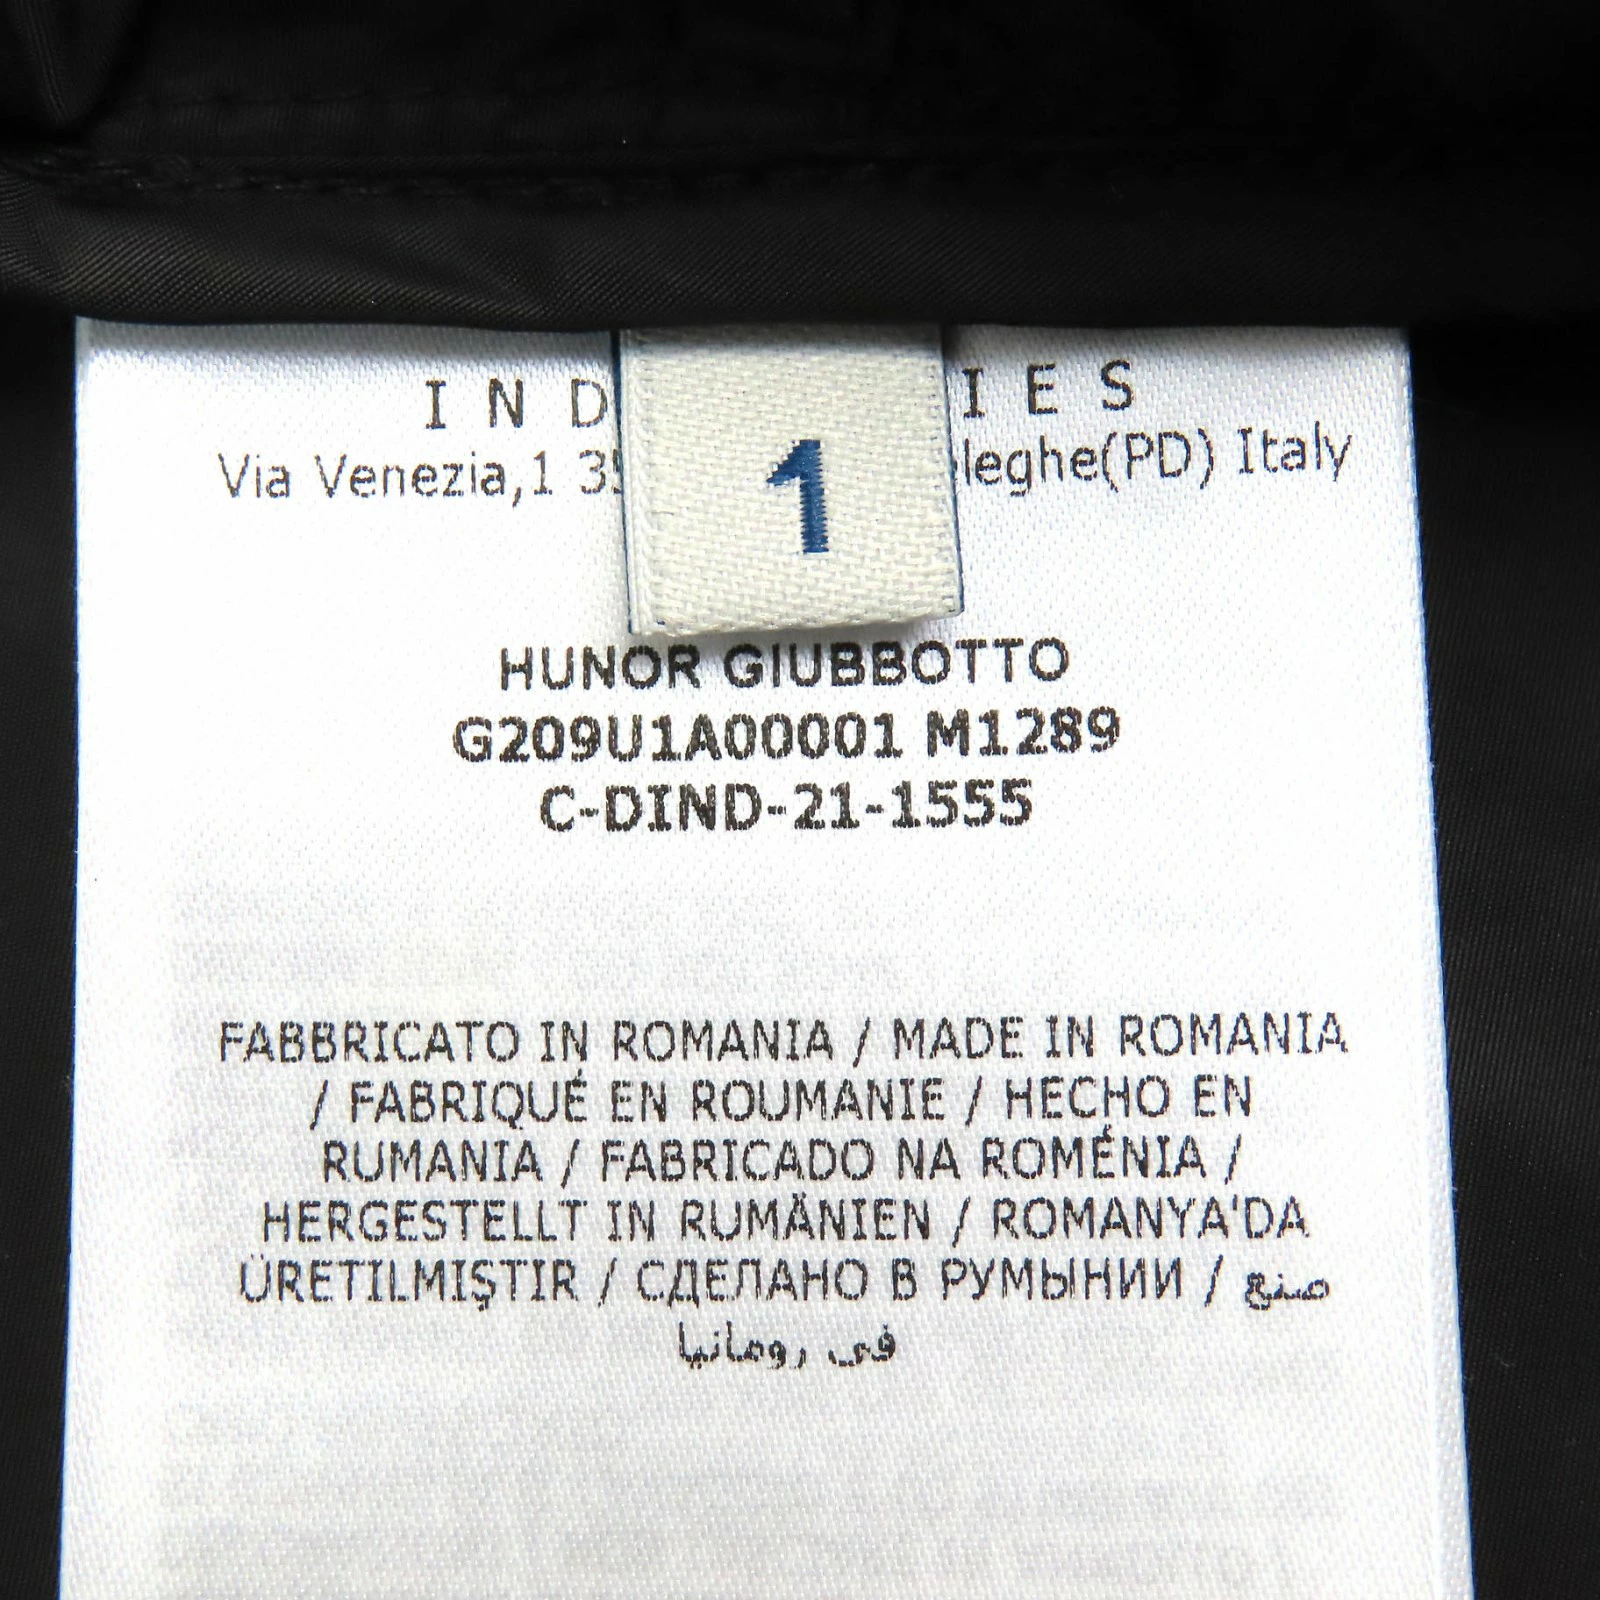 I N D I E S
Via Venezia,1 leghe(PD) Italy
1
HUNOR GIUBBOTTO
G209U1A00001 M1289
C-DIND-21-1555
FABBRICATO IN ROMANIA / MADE IN ROMANIA
/ FABRIQUÉ EN ROUMANIE / HECHO EN
RUMANIA / FABRICADO NA ROMÉNIA /
HERGESTELLT IN RUMÄNIEN / ROMANYA'DA
ÜRETILMIŞTIR / СДЕЛАНО В РУМЫНИИ / صنع
في رومانيا